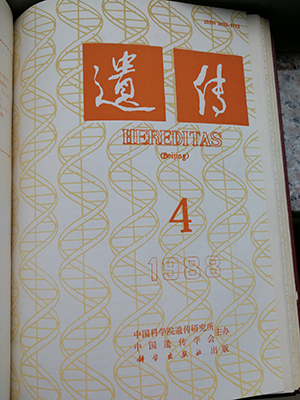 遺传
HEREDITAS
(Beijing)
4
1988
中国科学院遗传研究所
中国遗传学会 主办
科学出版社 出版